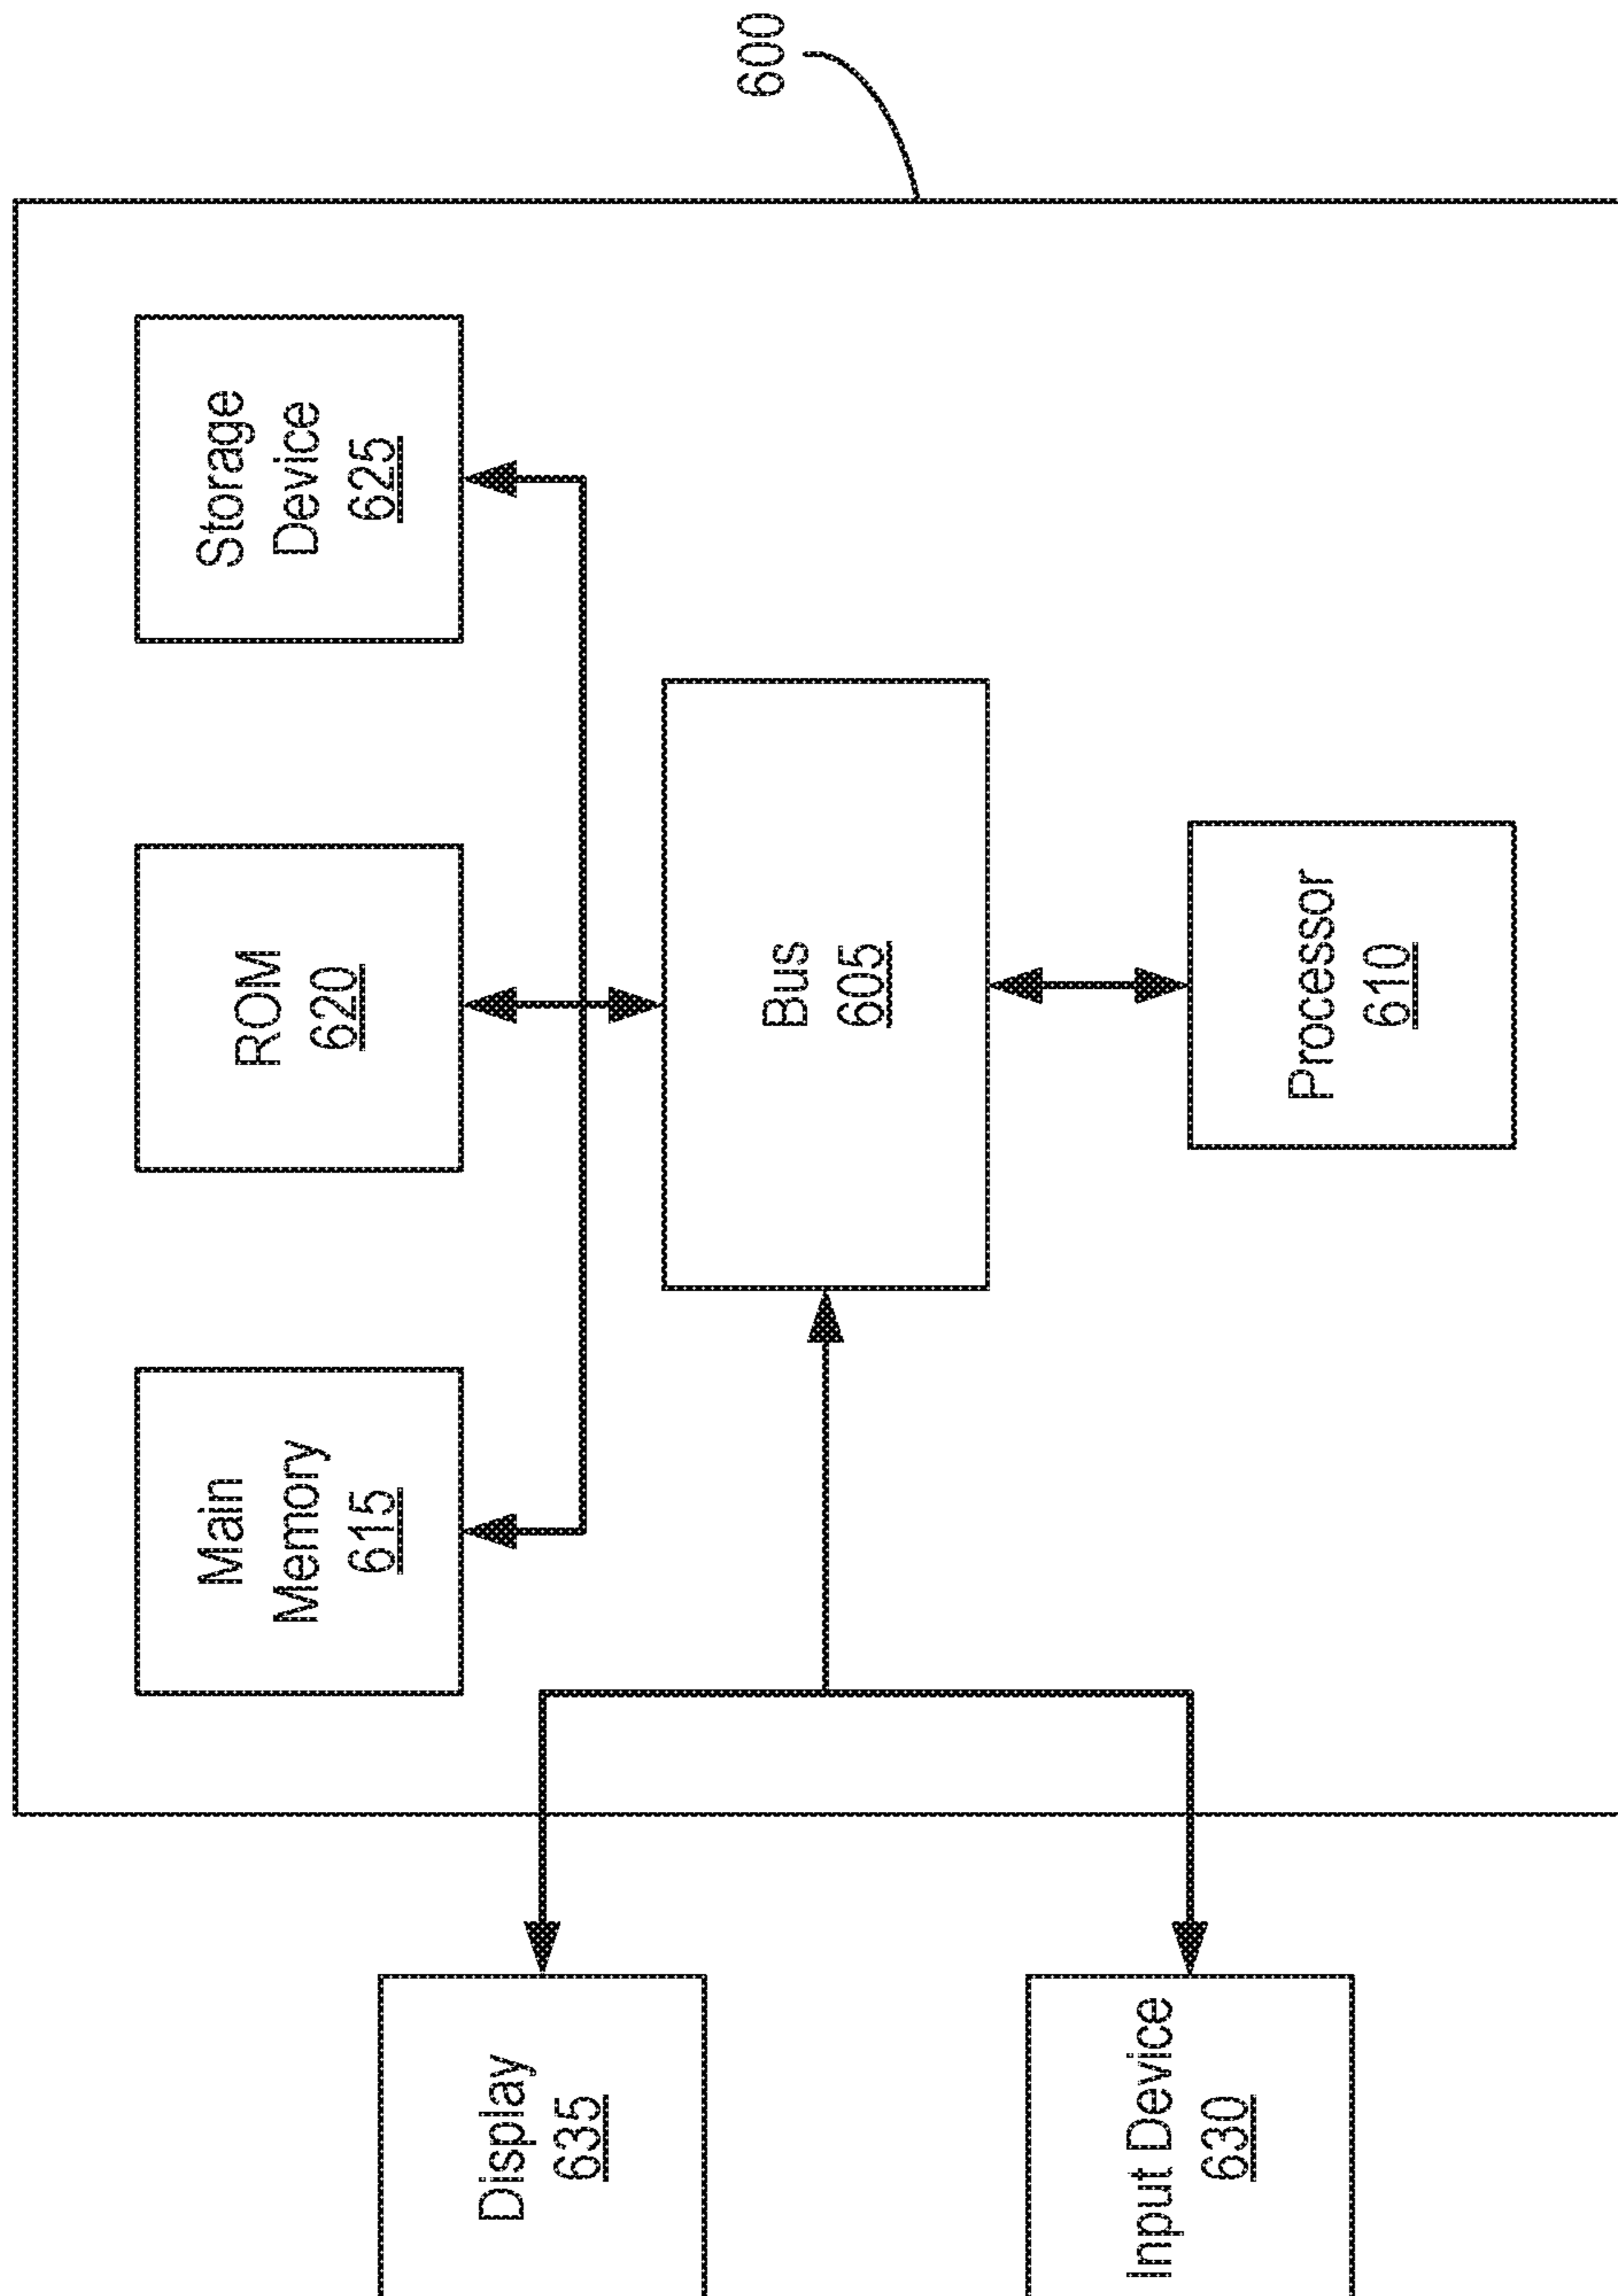 600
Main
Memory
615
ROM
620
Storage
Device
625
Display
635
Bus
605
Input Device
630
Processor
610